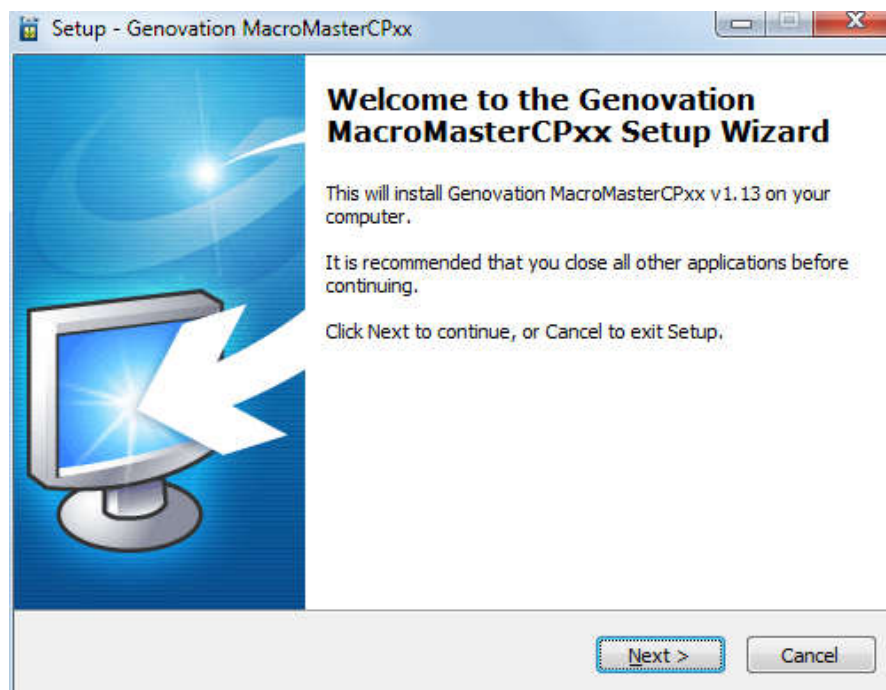 Setup - Genovation MacroMasterCPxx
Welcome to the Genovation
MacroMasterCPxx Setup Wizard
This will install Genovation MacroMasterCPxx v1.13 on your
computer.
It is recommended that you close all other applications before
continuing.
Click Next to continue, or Cancel to exit Setup.
Next >
Cancel